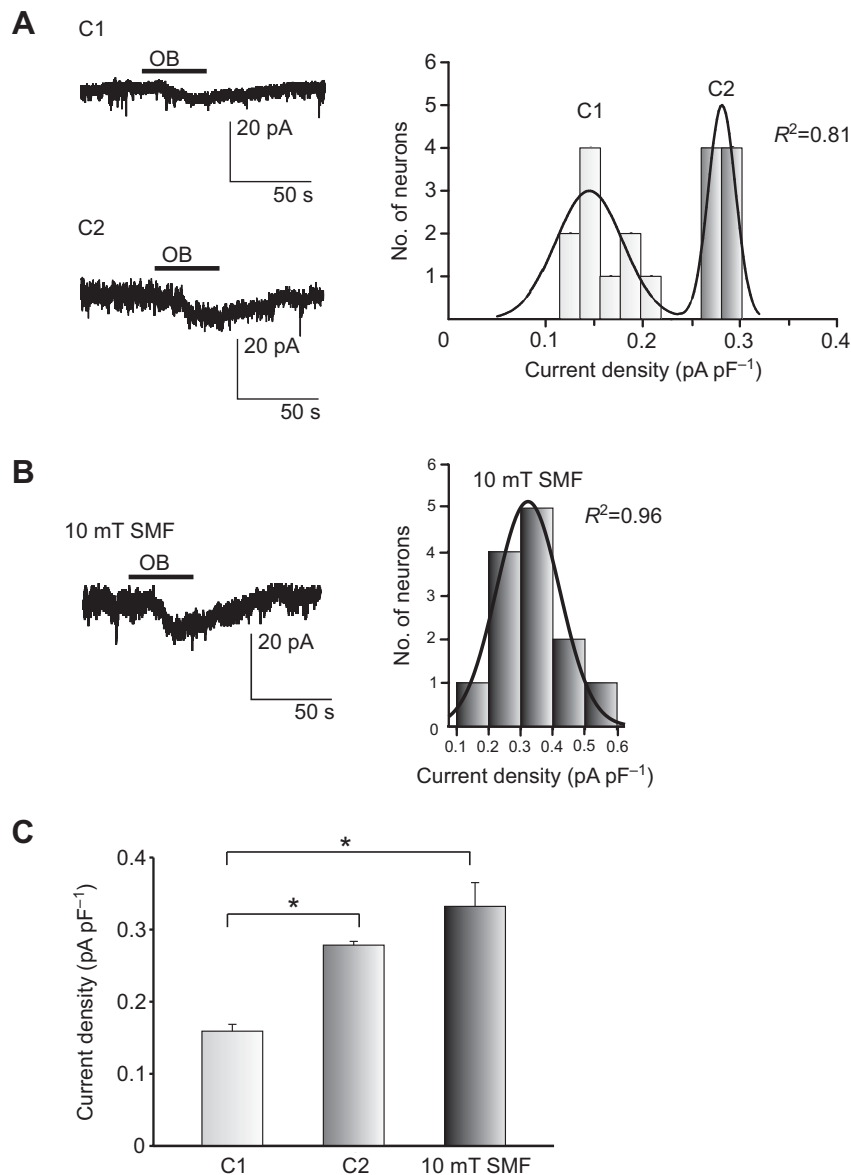 A
C1
OB
20 pA
50 s
C2
OB
20 pA
50 s
6
5
4
3
2
1
No. of neurons
C1
C2
R²=0.81
0
0.1
0.2
0.3
0.4
Current density (pA pF⁻¹)
B
10 mT SMF
OB
20 pA
50 s
6
5
4
3
2
1
0
No. of neurons
10 mT SMF
R²=0.96
0.1
0.2
0.3
0.4
0.5
0.6
Current density (pA pF⁻¹)
C
0.4
0.3
0.2
0.1
0
Current density (pA pF⁻¹)
*
*
C1
C2
10 mT SMF